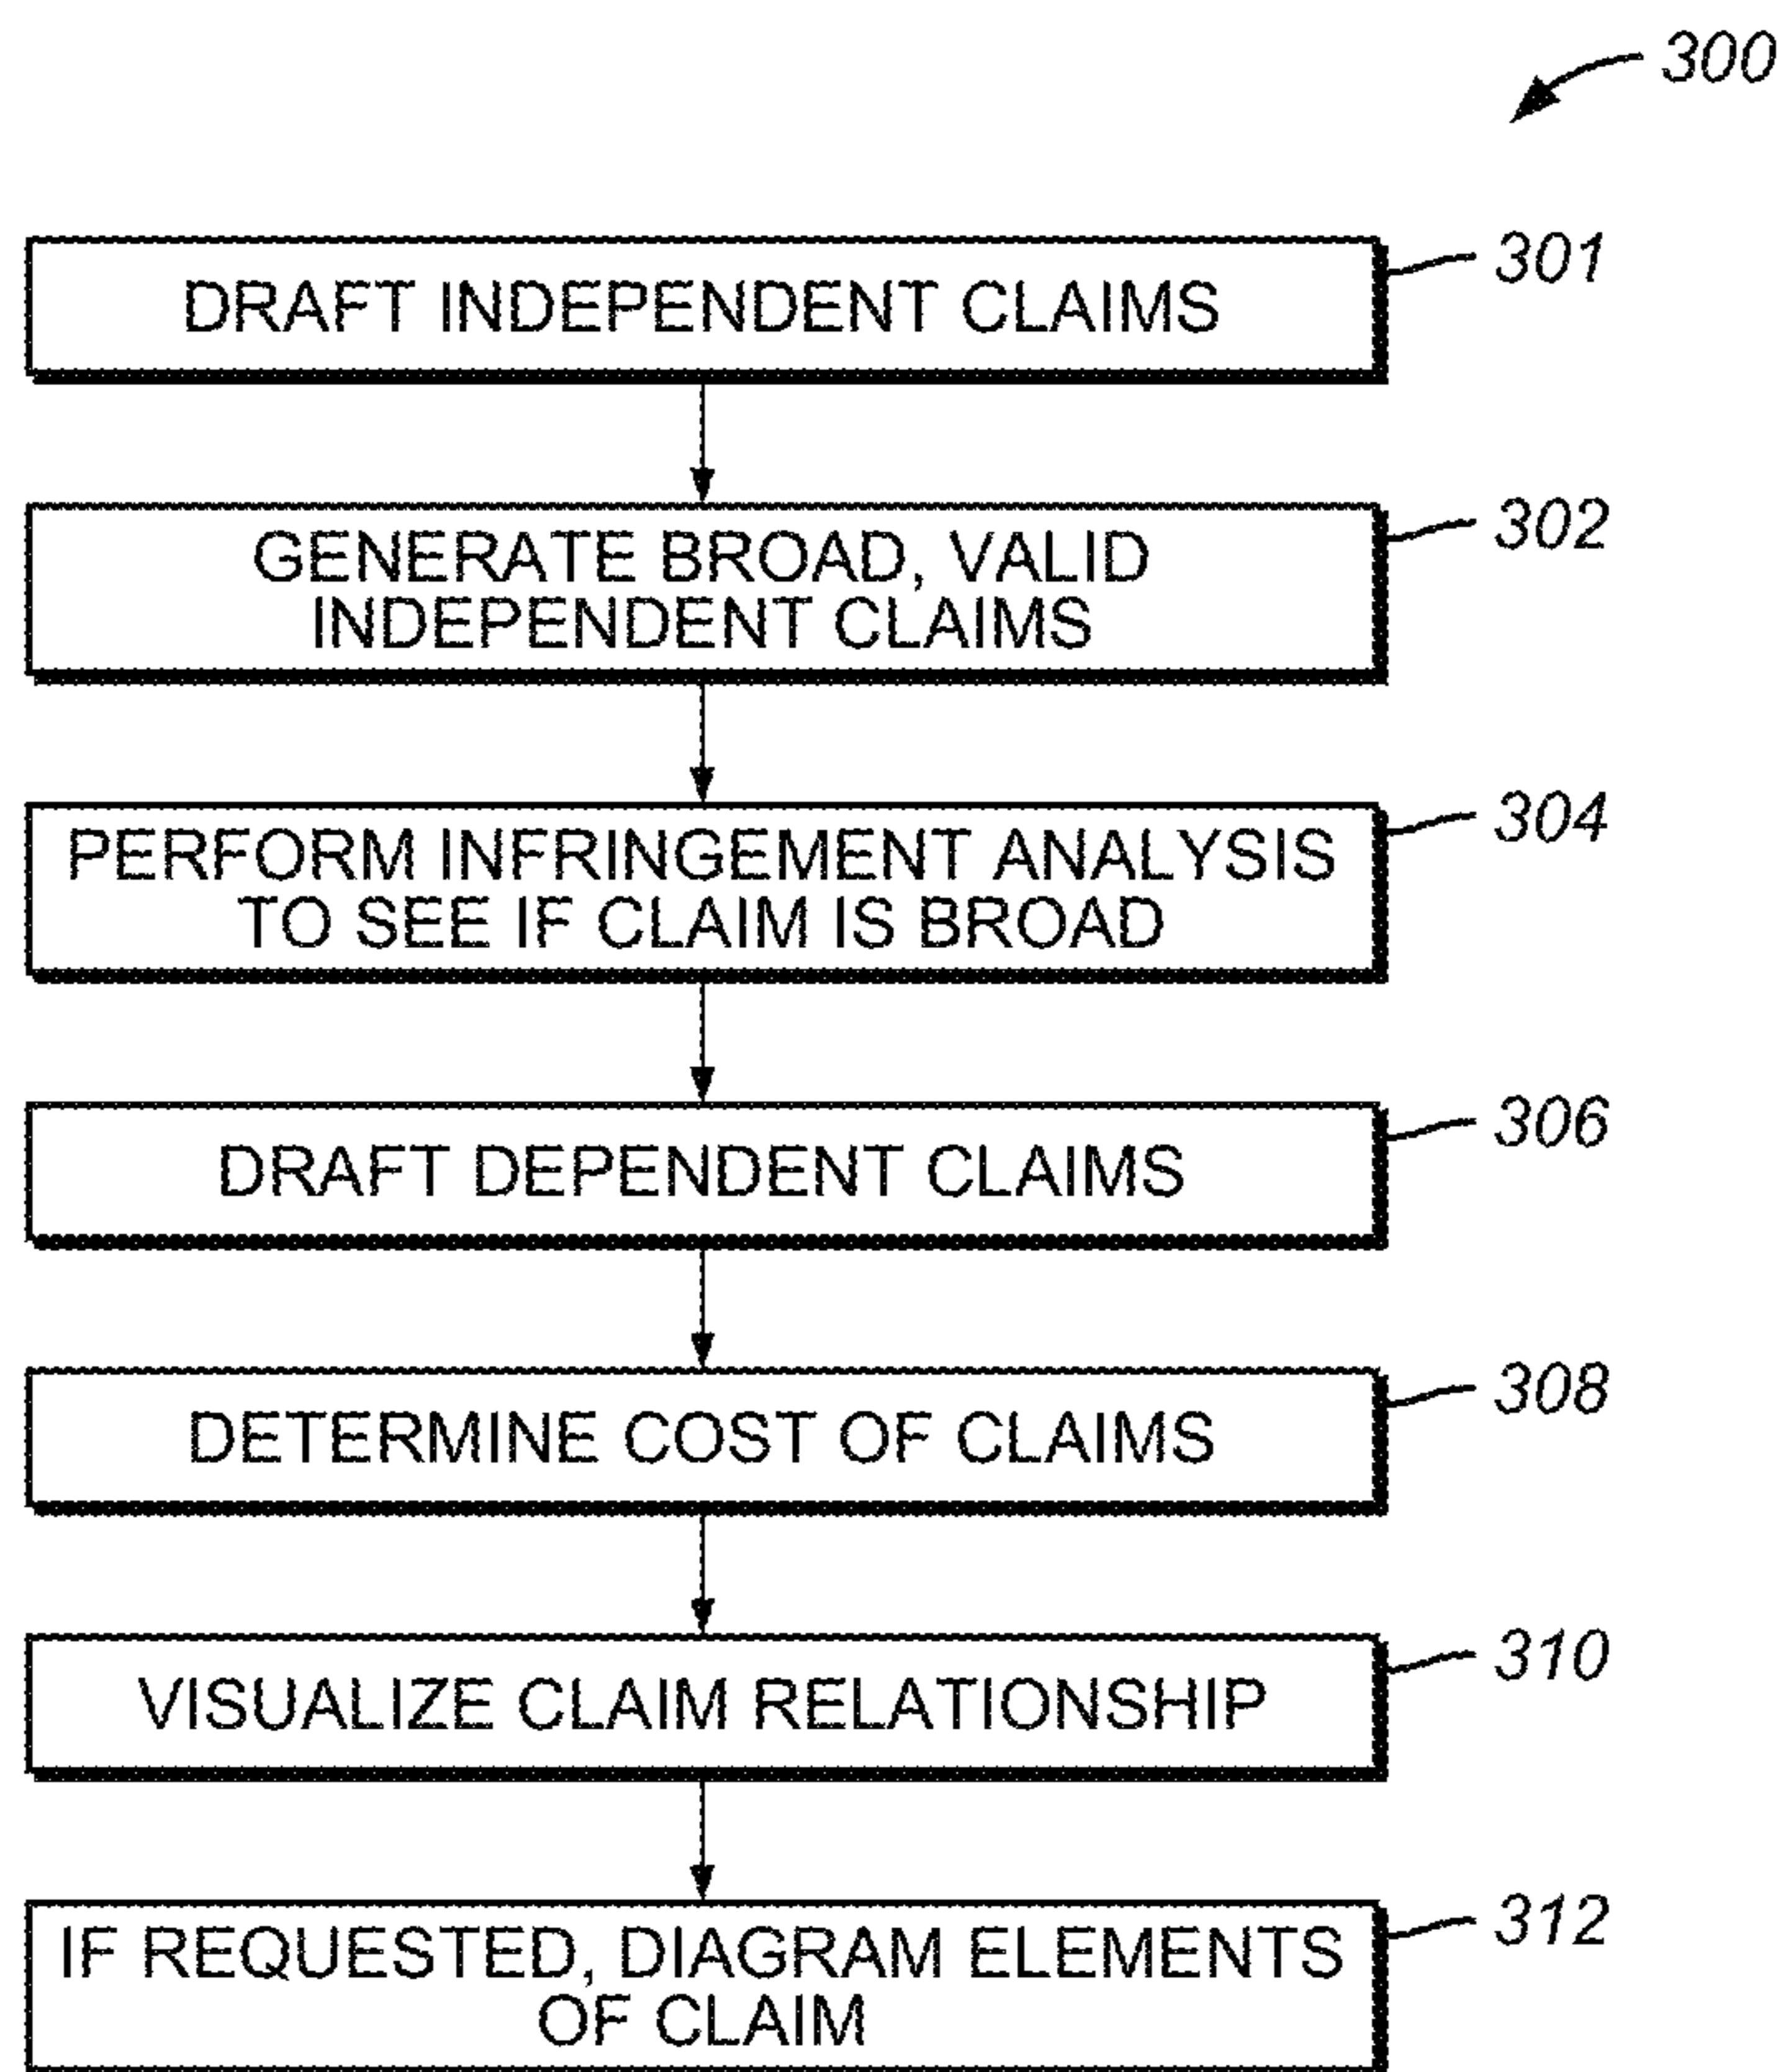 300
DRAFT INDEPENDENT CLAIMS
301
GENERATE BROAD, VALID
INDEPENDENT CLAIMS
302
PERFORM INFRINGEMENT ANALYSIS
TO SEE IF CLAIM IS BROAD
304
DRAFT DEPENDENT CLAIMS
306
DETERMINE COST OF CLAIMS
308
VISUALIZE CLAIM RELATIONSHIP
310
IF REQUESTED, DIAGRAM ELEMENTS
OF CLAIM
312